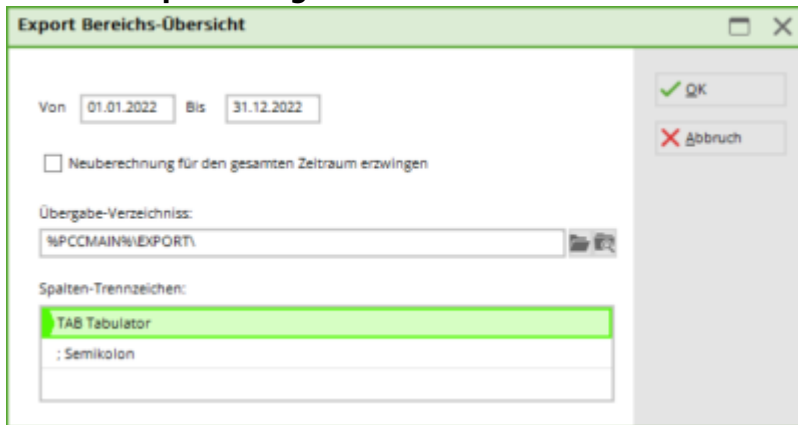 Export Bereichs-Übersicht
Von 01.01.2022 Bis 31.12.2022
OK
Abbruch
Neuberechnung für den gesamten Zeitraum erzwingen
Übergabe-Verzeichniss:
%PCCMAIN%\EXPORT\
Spalten-Trennzeichen:
TAB Tabulator
; Semikolon